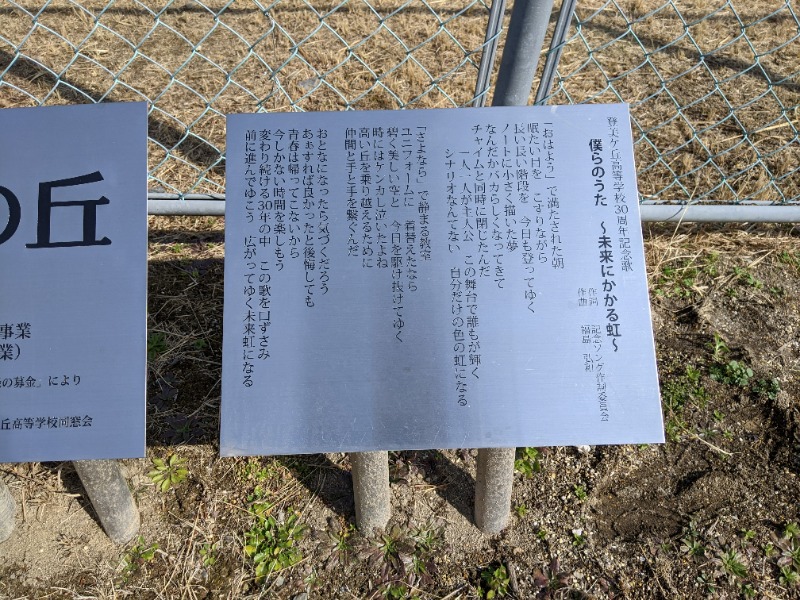 登美ケ丘高等学校30周年記念歌
僕らのうた　～未来にかかる虹～
作詞　記念ソング作詞委員会
作曲　福島　弘和
「おはよう」で満たされた朝
眠たい目を　こすりながら
長い長い階段を　今日も登ってゆく
ノートに小さく描いた夢
なんだかバカらしくなってきて
チャイムと同時に閉じたんだ
一人一人が主人公　この舞台で誰もが輝く
シナリオなんてない　自分だけの色の虹になる
「さよなら」で静まる教室
ユニフォームに　着替えたなら
碧く美しい空と　今日を駆け抜けてゆく
時にはケンカし泣いたよね
高い丘を乗り越えるために
仲間と手と手を繋ぐんだ
おとなになったら気づくだろう
あぁすれば良かったと後悔しても
青春は帰ってこないから
今しかない時間を楽しもう
変わり続ける30年の中　この歌を口ずさみ
前に進んでゆこう　広がってゆく未来虹になる
の丘
事業
業）
の募金」により
丘高等学校同窓会